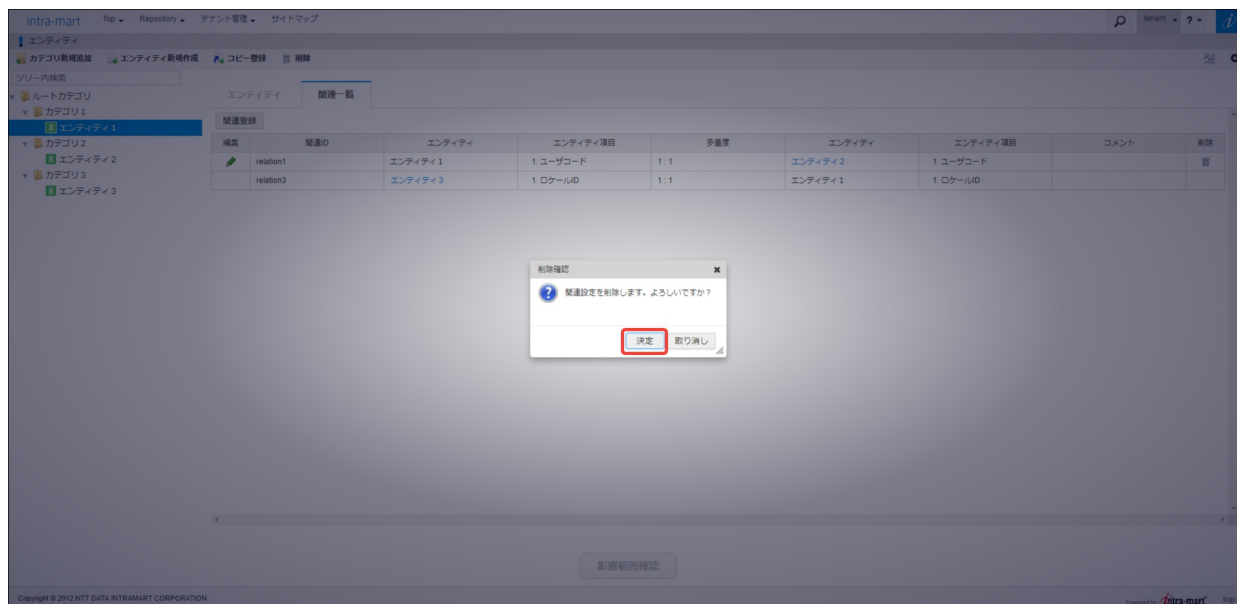 intra-mart Top Repository テナント管理 サイトマップ tenant ?
エンティティ
カテゴリ新規追加 エンティティ新規作成 コピー登録 削除
ツリー内検索
ルートカテゴリ
カテゴリ1
エンティティ1
カテゴリ2
エンティティ2
カテゴリ3
エンティティ3
エンティティ 関連一覧
関連登録
編集 関連ID エンティティ エンティティ項目 多重度 エンティティ エンティティ項目 コメント 削除
relation1 エンティティ1 1. ユーザコード 1 : 1 エンティティ2 1. ユーザコード
relation3 エンティティ3 1. ロケールID 1 : 1 エンティティ1 1. ロケールID
削除確認
関連設定を削除します。よろしいですか？
決定 取り消し
影響範囲確認
Copyright © 2012 NTT DATA INTRAMART CORPORATION
Powered by intra-mart top